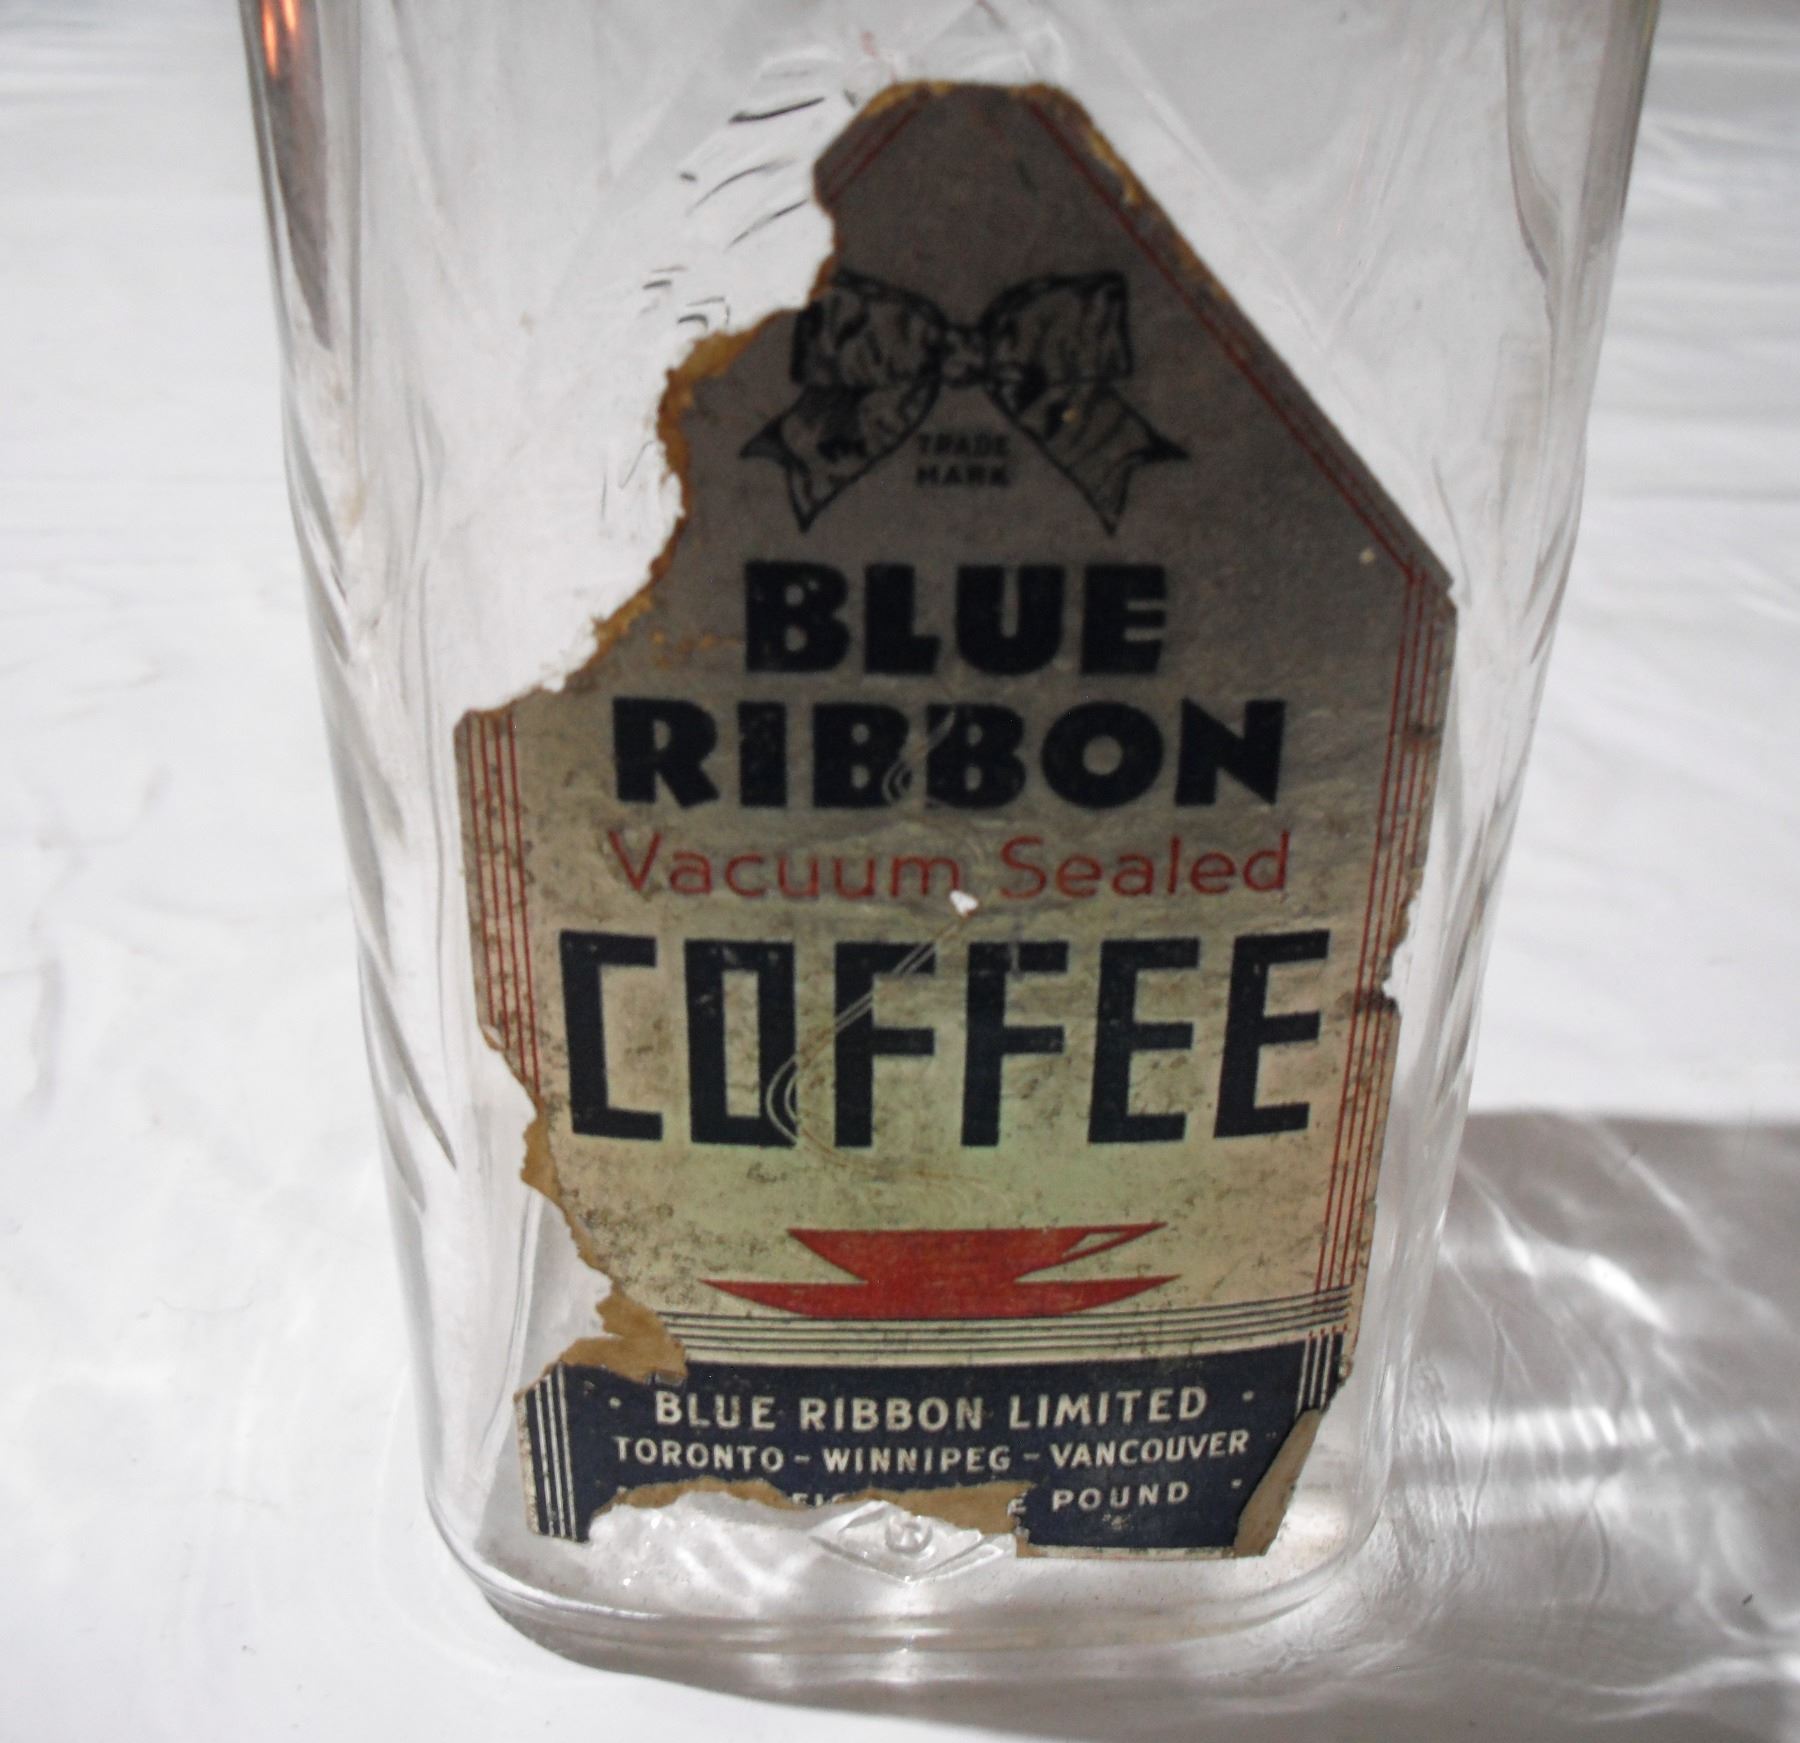 TRADE
MARK
BLUE
RIBBON
Vacuum Sealed
COFFEE
· BLUE RIBBON LIMITED ·
TORONTO - WINNIPEG - VANCOUVER
POUND ·